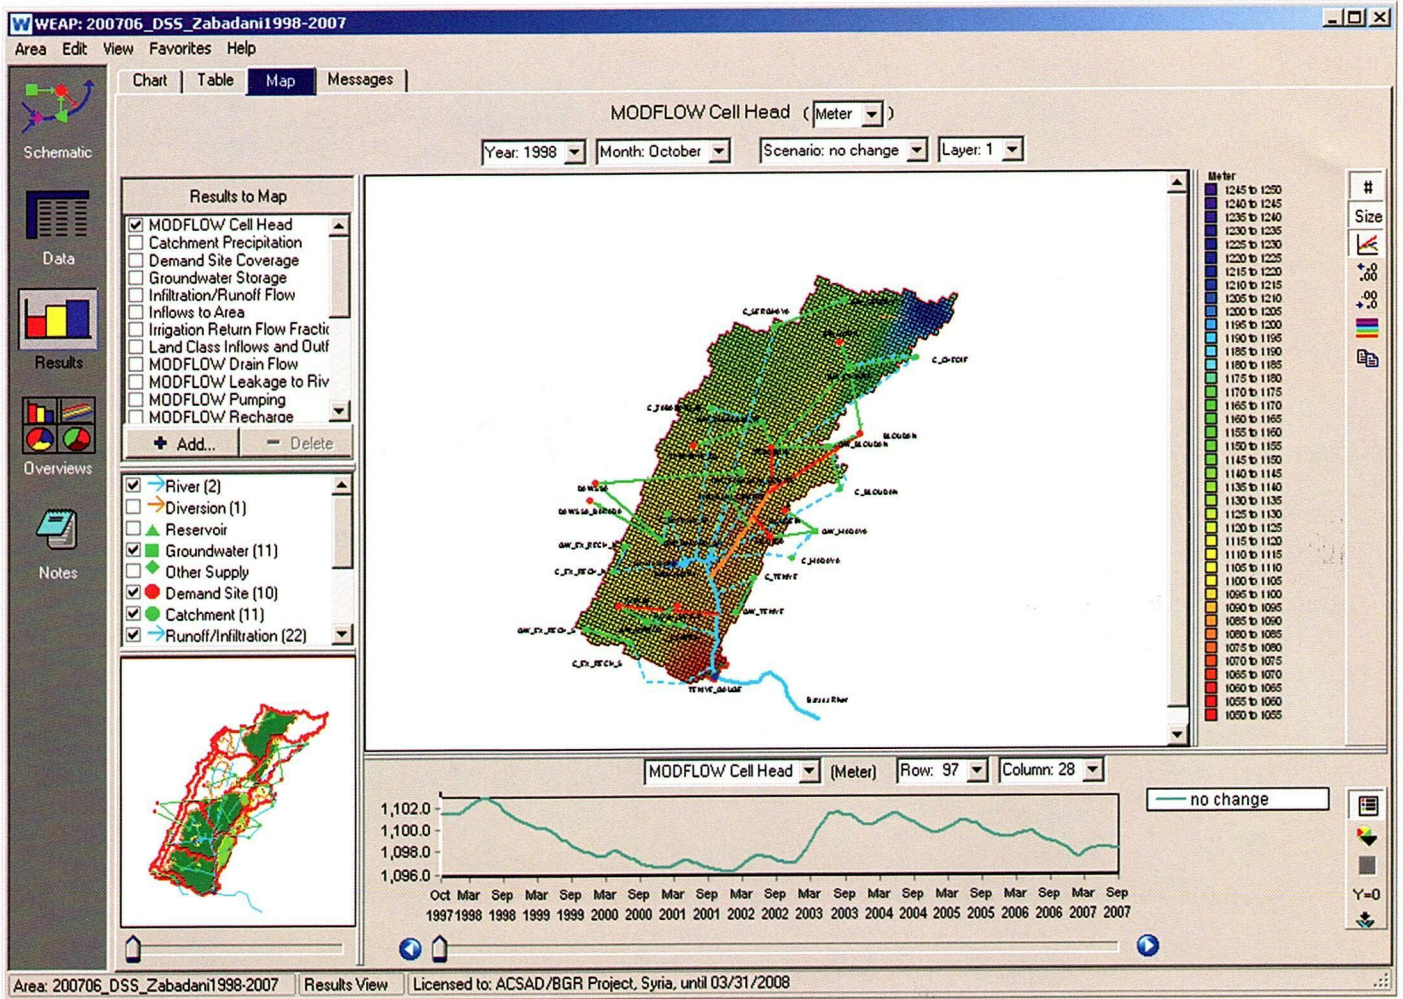 WEAP: 200706_DSS_Zabadani1998-2007
Area Edit View Favorites Help
Chart Table Map Messages
MODFLOW Cell Head (Meter)
Year: 1998 Month: October Scenario: no change Layer: 1
Schematic
Data
Results
Overviews
Notes
Results to Map
MODFLOW Cell Head
Catchment Precipitation
Demand Site Coverage
Groundwater Storage
Infiltration/Runoff Flow
Inflows to Area
Irrigation Return Flow Fractic
Land Class Inflows and Outf
MODFLOW Drain Flow
MODFLOW Leakage to Riv
MODFLOW Pumping
MODFLOW Recharge
Add... Delete
River (2)
Diversion (1)
Reservoir
Groundwater (11)
Other Supply
Demand Site (10)
Catchment (11)
Runoff/Infiltration (22)
C_BLOUDAN
BLOUDAN
GW_BLOUDAN
C_TEKIYE
GW_TEKIYE
GW_EX_RECH_S
C_EX_RECH_S
Meter
1245 to 1250
1240 to 1245
1235 to 1240
1230 to 1235
1225 to 1230
1220 to 1225
1215 to 1220
1210 to 1215
1205 to 1210
1200 to 1205
1195 to 1200
1190 to 1195
1185 to 1190
1180 to 1185
1175 to 1180
1170 to 1175
1165 to 1170
1160 to 1165
1155 to 1160
1150 to 1155
1145 to 1150
1140 to 1145
1135 to 1140
1130 to 1135
1125 to 1130
1120 to 1125
1115 to 1120
1110 to 1115
1105 to 1110
1100 to 1105
1095 to 1100
1090 to 1095
1085 to 1090
1080 to 1085
1075 to 1080
1070 to 1075
1065 to 1070
1060 to 1065
1055 to 1060
1050 to 1055
#
Size
MODFLOW Cell Head (Meter) Row: 97 Column: 28
1,102.0
1,100.0
1,098.0
1,096.0
Oct Mar Sep Mar Sep Mar Sep Mar Sep Mar Sep Mar Sep Mar Sep Mar Sep Mar Sep Mar Sep
1997 1998 1998 1999 1999 2000 2000 2001 2001 2002 2002 2003 2003 2004 2004 2005 2005 2006 2006 2007 2007
no change
Y=0
Area: 200706_DSS_Zabadani1998-2007 Results View Licensed to: ACSAD/BGR Project, Syria, until 03/31/2008